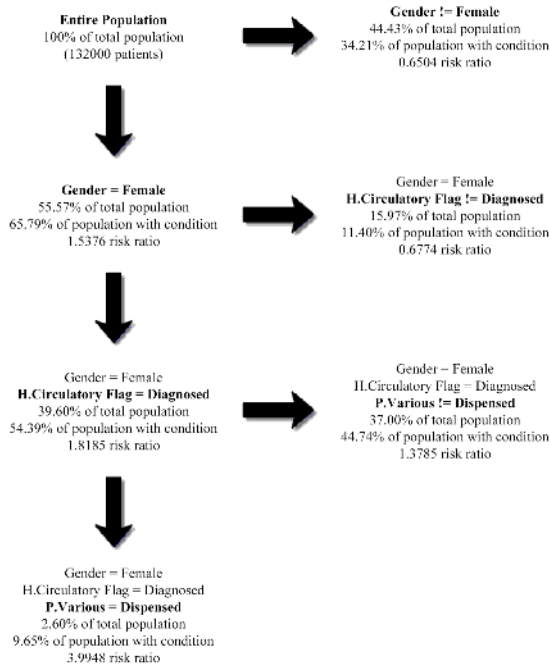 Entire Population
100% of total population
(132000 patients)
Gender != Female
44.43% of total population
34.21% of population with condition
0.6504 risk ratio
Gender = Female
55.57% of total population
65.79% of population with condition
1.5376 risk ratio
Gender = Female
H.Circulatory Flag != Diagnosed
15.97% of total population
11.40% of population with condition
0.6774 risk ratio
Gender = Female
H.Circulatory Flag = Diagnosed
39.60% of total population
54.39% of population with condition
1.8185 risk ratio
Gender = Female
H.Circulatory Flag = Diagnosed
P.Various != Dispensed
37.00% of total population
44.74% of population with condition
1.3785 risk ratio
Gender = Female
H.Circulatory Flag = Diagnosed
P.Various = Dispensed
2.60% of total population
9.65% of population with condition
3.9948 risk ratio